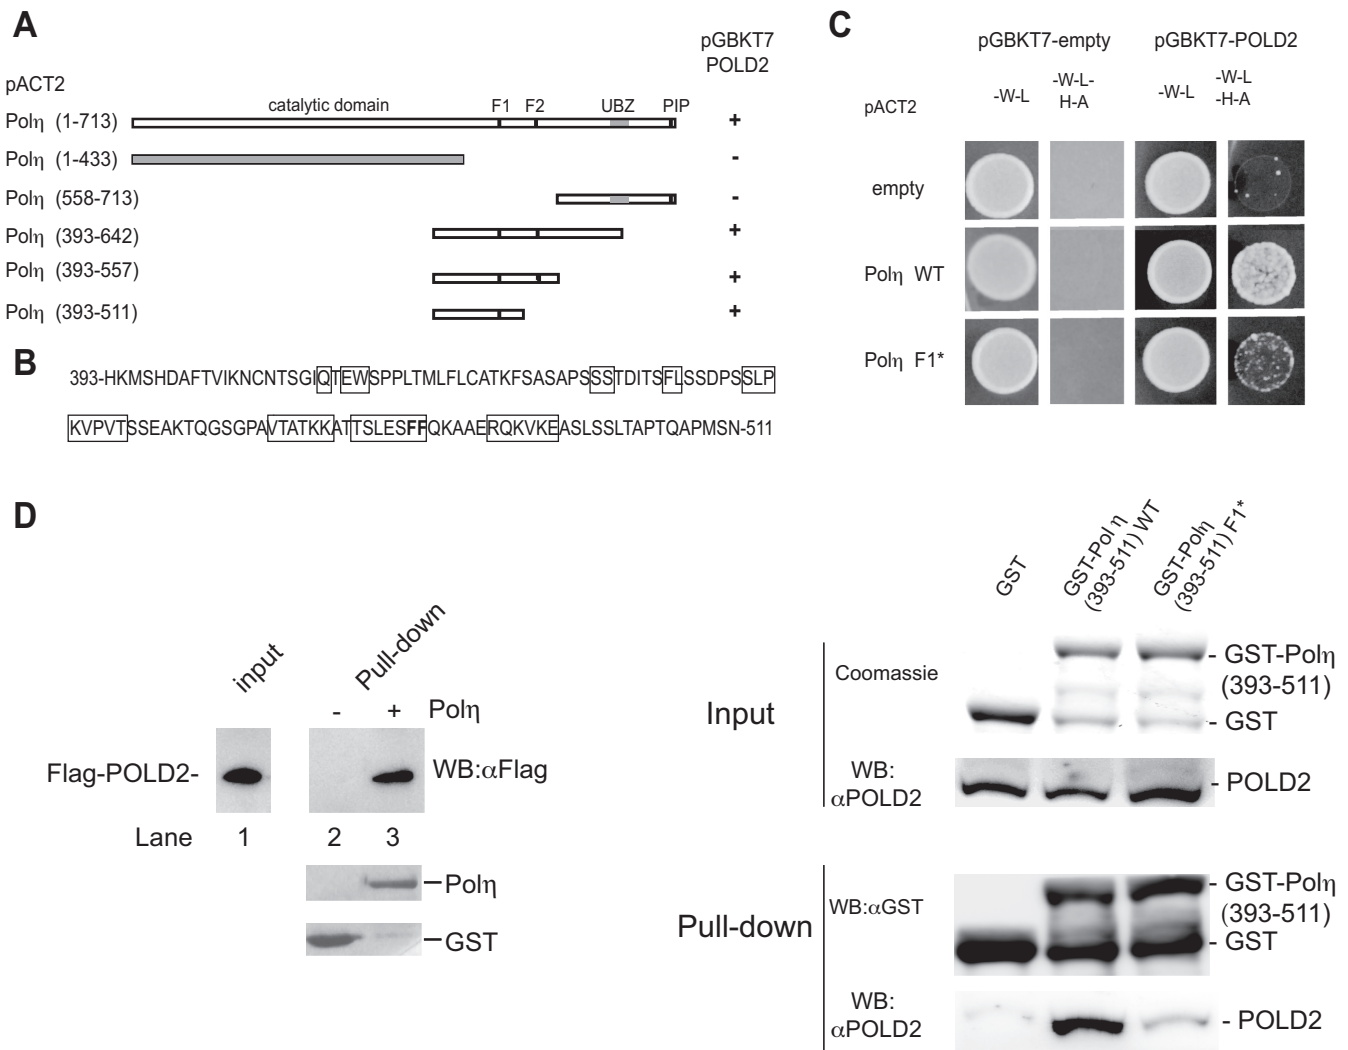 A
pGBKT7
POLD2
pACT2
catalytic domain F1 F2 UBZ PIP
Polη (1-713) +
Polη (1-433) -
Polη (558-713) -
Polη (393-642) +
Polη (393-557) +
Polη (393-511) +
B
393-HKMSHDAFTVIKNCNTSGIQTEWSPPLTMLFLCATKFSASAPSSSTDITSFLSSDPSSLP
KVPVTSSEAKTQGSGPAVTATKKATTSLESFFQKAAERQKVKEASLSSLTAPTQAPMSN-511
C
pGBKT7-empty pGBKT7-POLD2
-W-L -W-L-
H-A -W-L -W-L
-H-A
pACT2
empty
Polη WT
Polη F1*
D
input Pull-down
- + Polη
Flag-POLD2- WB:αFlag
Lane 1 2 3
Polη
GST
GST
GST-Pol η
(393-511) WT
GST-Polη
(393-511) F1*
Input
Coomassie
- GST-Polη
(393-511)
- GST
WB:
αPOLD2
- POLD2
Pull-down
WB:αGST
- GST-Polη
(393-511)
- GST
WB:
αPOLD2
- POLD2